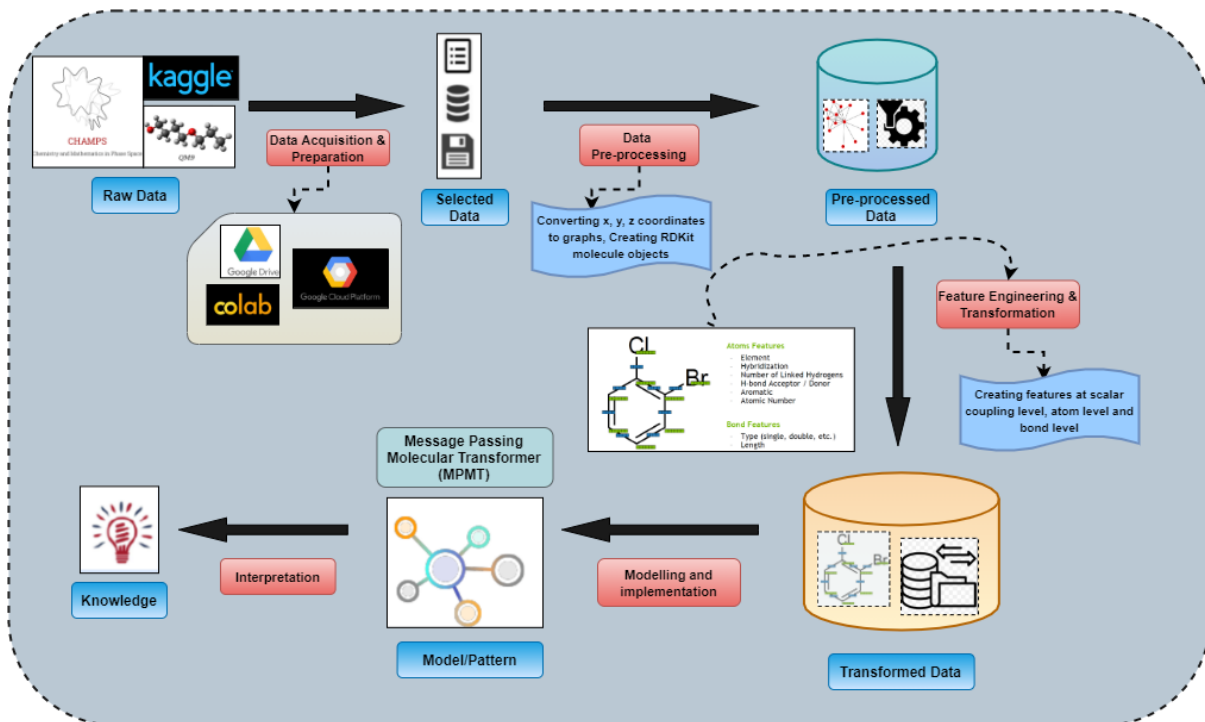 kaggle
CHAMPS
Chemistry and Mathematics in Phase Space
QM9
Raw Data
Data Acquisition &
Preparation
Selected
Data
Data
Pre-processing
Pre-processed
Data
Google Drive
colab
Google Cloud Platform
Converting x, y, z coordinates
to graphs, Creating RDKit
molecule objects
Feature Engineering &
Transformation
Creating features at scalar
coupling level, atom level and
bond level
CL
Br
Atoms Features
- Element
- Hybridization
- Number of Linked Hydrogens
- H-bond Acceptor / Donor
- Aromatic
- Atomic Number
Bond Features
- Type (single, double, etc.)
- Length
Message Passing
Molecular Transformer
(MPMT)
Knowledge
Interpretation
Model/Pattern
Modelling and
implementation
CL
Br
Transformed Data